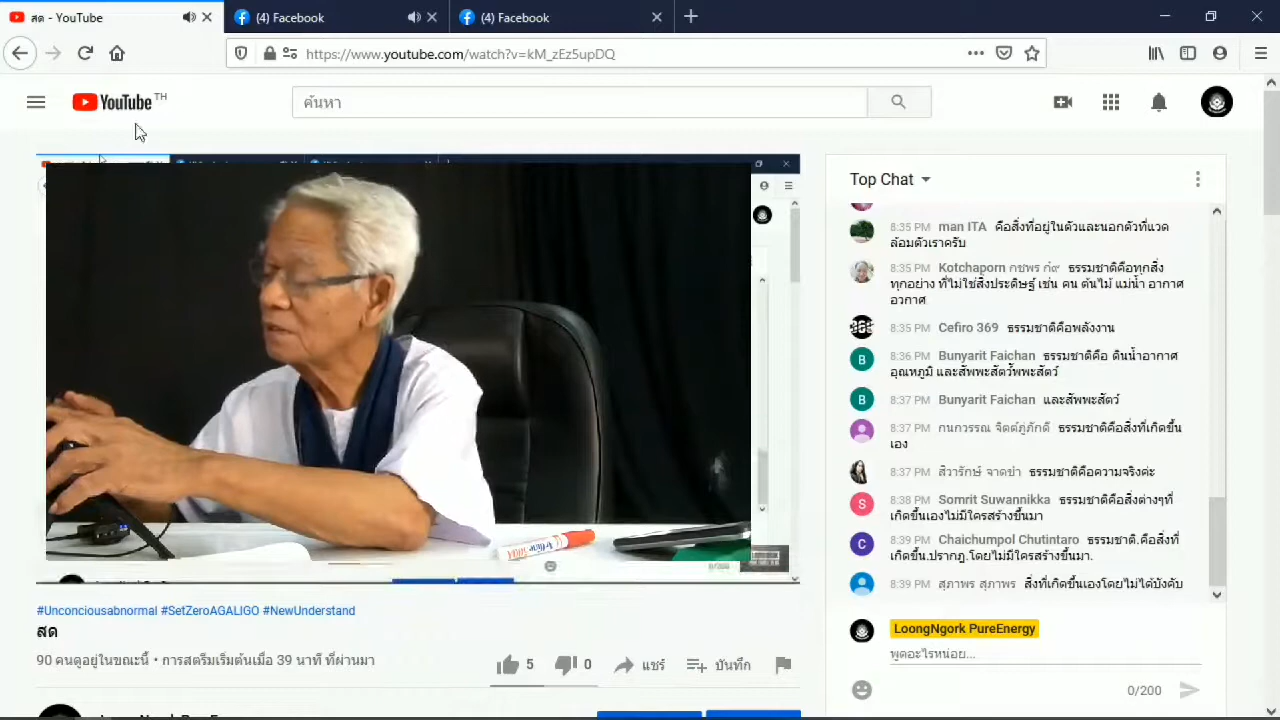 สด - YouTube
(4) Facebook
(4) Facebook
https://www.youtube.com/watch?v=kM_zEz5upDQ
YouTube TH
ค้นหา
Top Chat
8:35 PM man ITA คือสิ่งที่อยู่ในตัวและนอกตัวที่แวด
ล้อมตัวเราครับ
8:35 PM Kotchaporn กชพร ก๋ง ธรรมชาติคือทุกสิ่ง
ทุกอย่าง ที่ไม่ใช่สิ่งประดิษฐ์ เช่น คน ต้นไม้ แม่น้ำ อากาศ
อวกาศ
8:35 PM Cefiro 369 ธรรมชาติคือพลังงาน
8:36 PM Bunyarit Faichan ธรรมชาติคือ ดินน้ำอากาศ
อุณหภูมิ และสัพพะสัตว์พพะสัตว์
8:37 PM Bunyarit Faichan และสัพพะสัตว์
8:37 PM กนกวรรณ จิตต์ภู่ภักดี ธรรมชาติคือสิ่งที่เกิดขึ้น
เอง
8:37 PM สิวารักษ์ จาดขำ ธรรมชาติคือความจริงค่ะ
8:38 PM Somrit Suwannikka ธรรมชาติคือสิ่งต่างๆที่
เกิดขึ้นเองไม่มีใครสร้างขึ้นมา
8:39 PM Chaichumpol Chutintaro ธรรมชาติ.คือสิ่งที่
เกิดขึ้น.ปรากฎ.โดยไม่มีใครสร้างขึ้นมา.
8:39 PM สุภาพร สุภาพร สิ่งที่เกิดขึ้นเองโดยไม่ได้บังคับ
LoongNgork PureEnergy
พูดอะไรหน่อย...
0/200
#Unconciousabnormal #SetZeroAGALIGO #NewUnderstand
สด
90 คนดูอยู่ในขณะนี้ • การสตรีมเริ่มต้นเมื่อ 39 นาที ที่ผ่านมา
5
0
แชร์
บันทึก